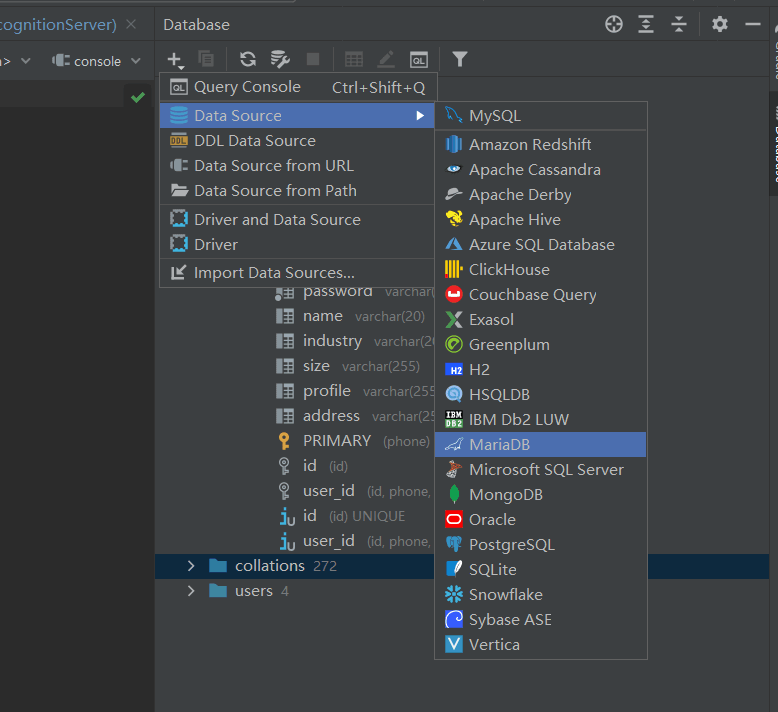 cognitionServer)
Database
console
Query Console Ctrl+Shift+Q
Data Source
DDL Data Source
Data Source from URL
Data Source from Path
Driver and Data Source
Driver
Import Data Sources...
MySQL
Amazon Redshift
Apache Cassandra
Apache Derby
Apache Hive
Azure SQL Database
ClickHouse
Couchbase Query
Exasol
Greenplum
H2
HSQLDB
IBM Db2 LUW
MariaDB
Microsoft SQL Server
MongoDB
Oracle
PostgreSQL
SQLite
Snowflake
Sybase ASE
Vertica
password varchar(
name varchar(20)
industry varchar(20
size varchar(255)
profile varchar(255
address varchar(25
PRIMARY (phone)
id (id)
user_id (id, phone,
id (id) UNIQUE
user_id (id, phone,
collations 272
users 4